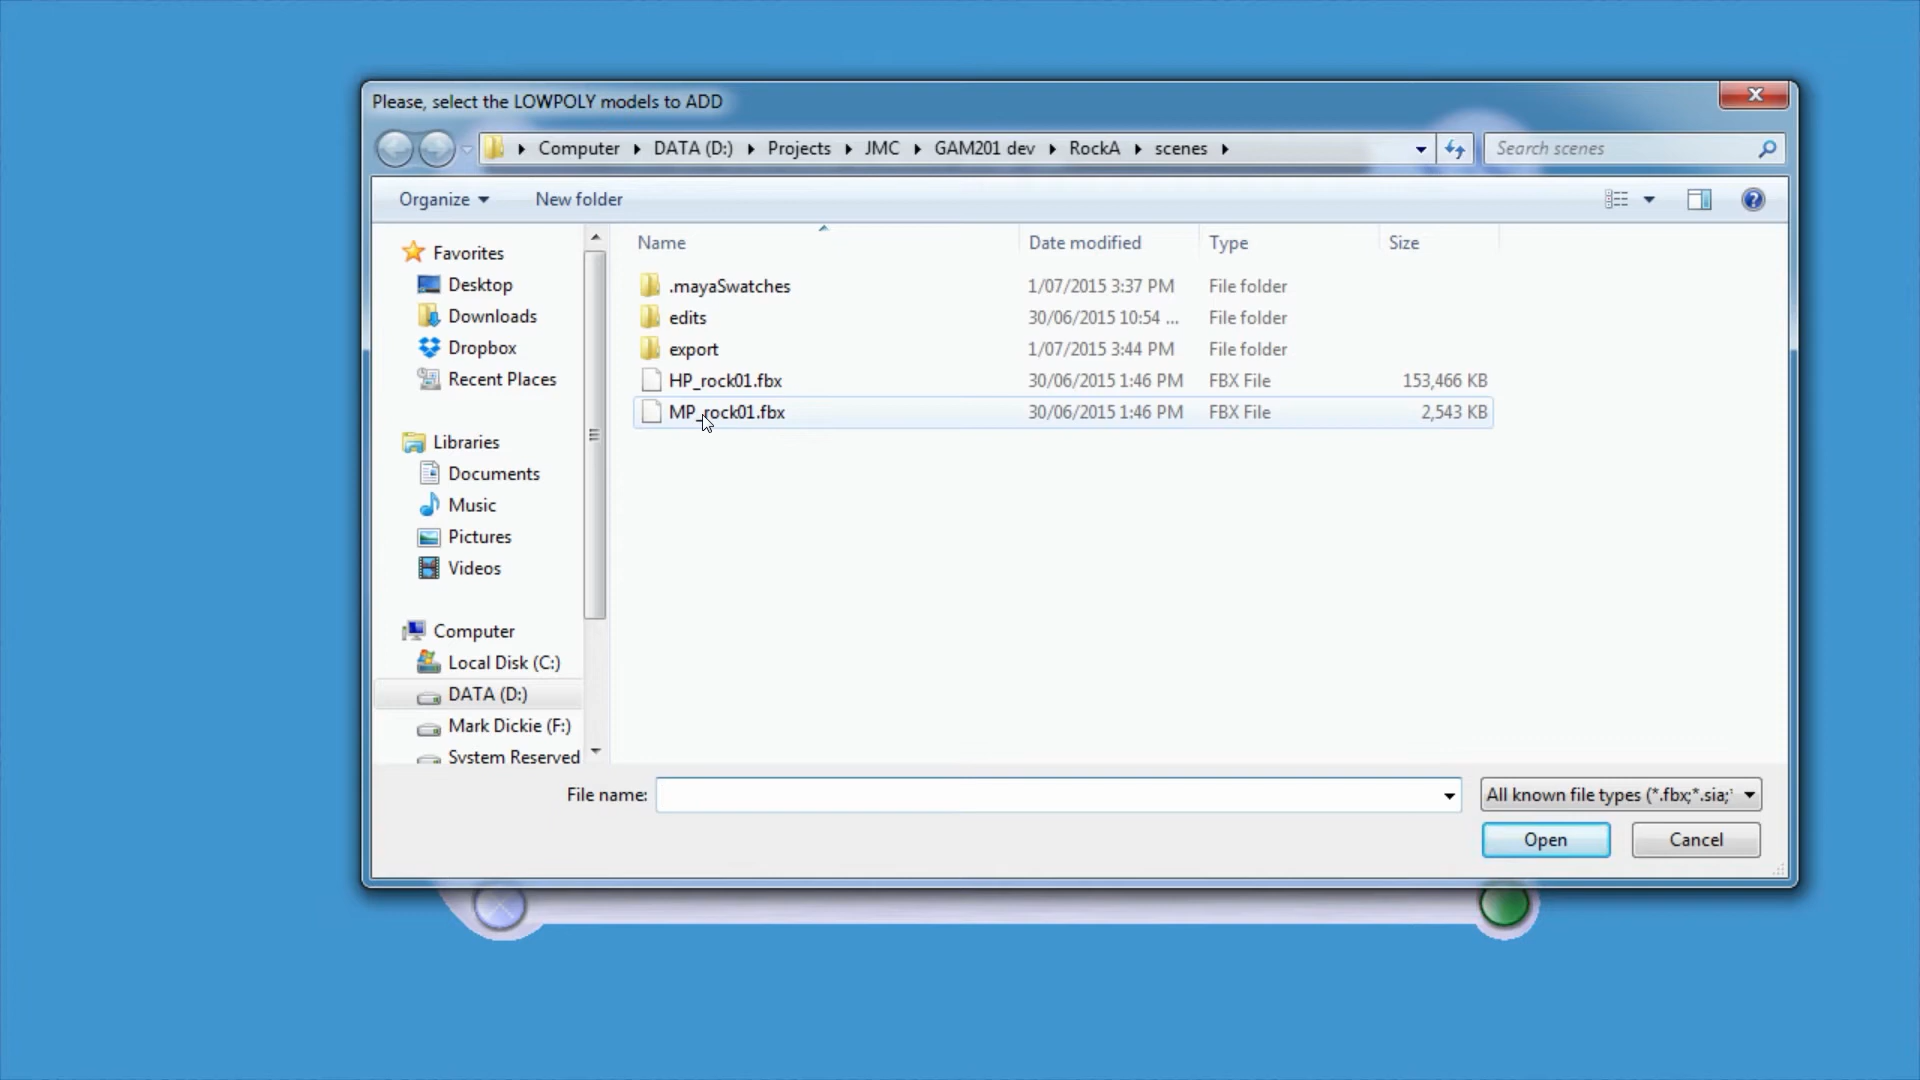 Please, select the LOWPOLY models to ADD
Computer DATA (D:) Projects JMC GAM201 dev RockA scenes
Search scenes
Organize New folder
Name Date modified Type Size
.mayaSwatches 1/07/2015 3:37 PM File folder
edits 30/06/2015 10:54 ... File folder
export 1/07/2015 3:44 PM File folder
HP_rock01.fbx 30/06/2015 1:46 PM FBX File 153,466 KB
MP_rock01.fbx 30/06/2015 1:46 PM FBX File 2,543 KB
Favorites
Desktop
Downloads
Dropbox
Recent Places
Libraries
Documents
Music
Pictures
Videos
Computer
Local Disk (C:)
DATA (D:)
Mark Dickie (F:)
System Reserved
File name:
All known file types (*.fbx;*.sia;
Open Cancel